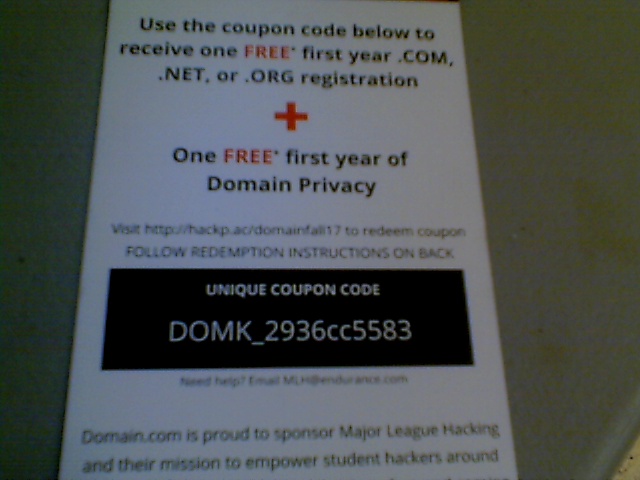 Use the coupon code below to
receive one FREE* first year .COM,
.NET, or .ORG registration
+
One FREE* first year of
Domain Privacy
Visit http://hackp.ac/domainfall17 to redeem coupon
FOLLOW REDEMPTION INSTRUCTIONS ON BACK
UNIQUE COUPON CODE
DOMK_2936cc5583
Need help? Email MLH@endurance.com
Domain.com is proud to sponsor Major League Hacking
and their mission to empower student hackers around